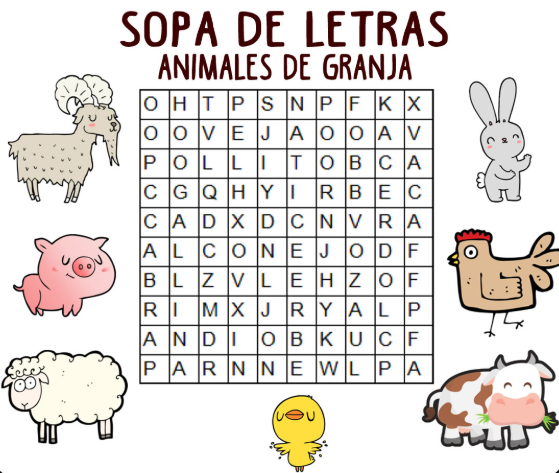 SOPA DE LETRAS
ANIMALES DE GRANJA
O H T P S N P F K X
O O V E J A O O A V
P O L L I T O B C A
C G Q H Y I R B E C
C A D X D C N V R A
A L C O N E J O D F
B L Z V L E H Z O F
R I M X J R Y A L P
A N D I O B K U C F
P A R N N E W L P A